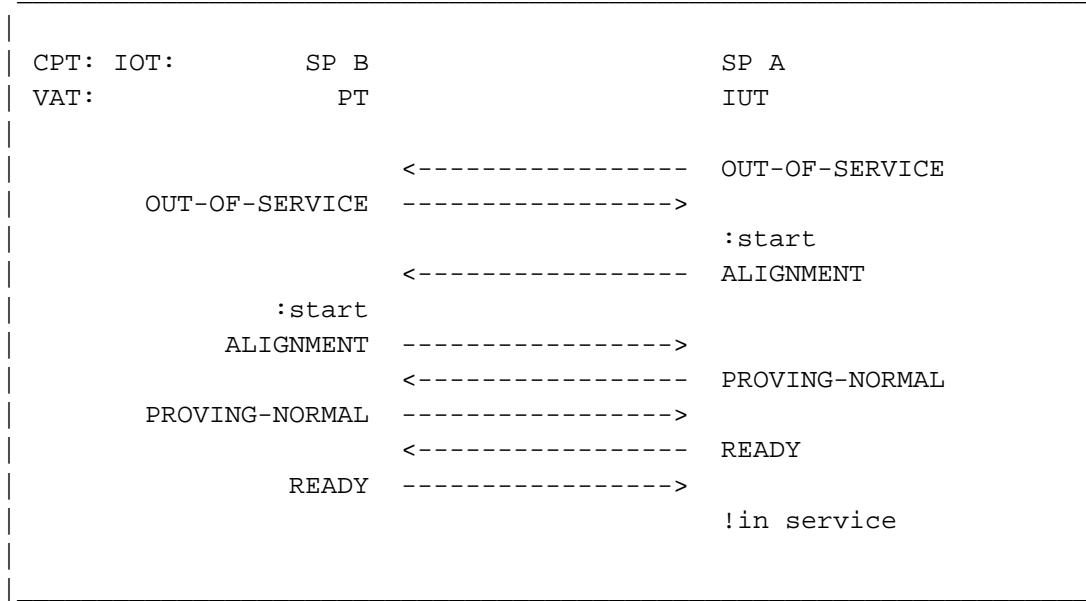 CPT: IOT: SP B SP A
VAT: PT IUT
<----------------- OUT-OF-SERVICE
OUT-OF-SERVICE ----------------->
:start
<----------------- ALIGNMENT
:start
ALIGNMENT ----------------->
<----------------- PROVING-NORMAL
PROVING-NORMAL ----------------->
<----------------- READY
READY ----------------->
!in service